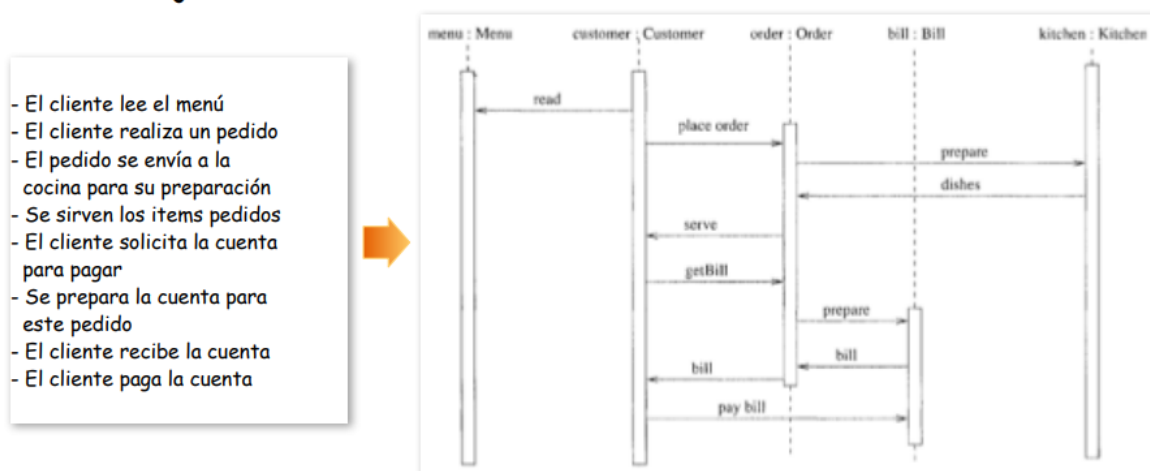 - El cliente lee el menú
- El cliente realiza un pedido
- El pedido se envía a la
cocina para su preparación
- Se sirven los items pedidos
- El cliente solicita la cuenta
para pagar
- Se prepara la cuenta para
este pedido
- El cliente recibe la cuenta
- El cliente paga la cuenta
menu : Menu
customer : Customer
order : Order
bill : Bill
kitchen : Kitchen
read
place order
prepare
dishes
serve
getBill
prepare
bill
bill
pay bill